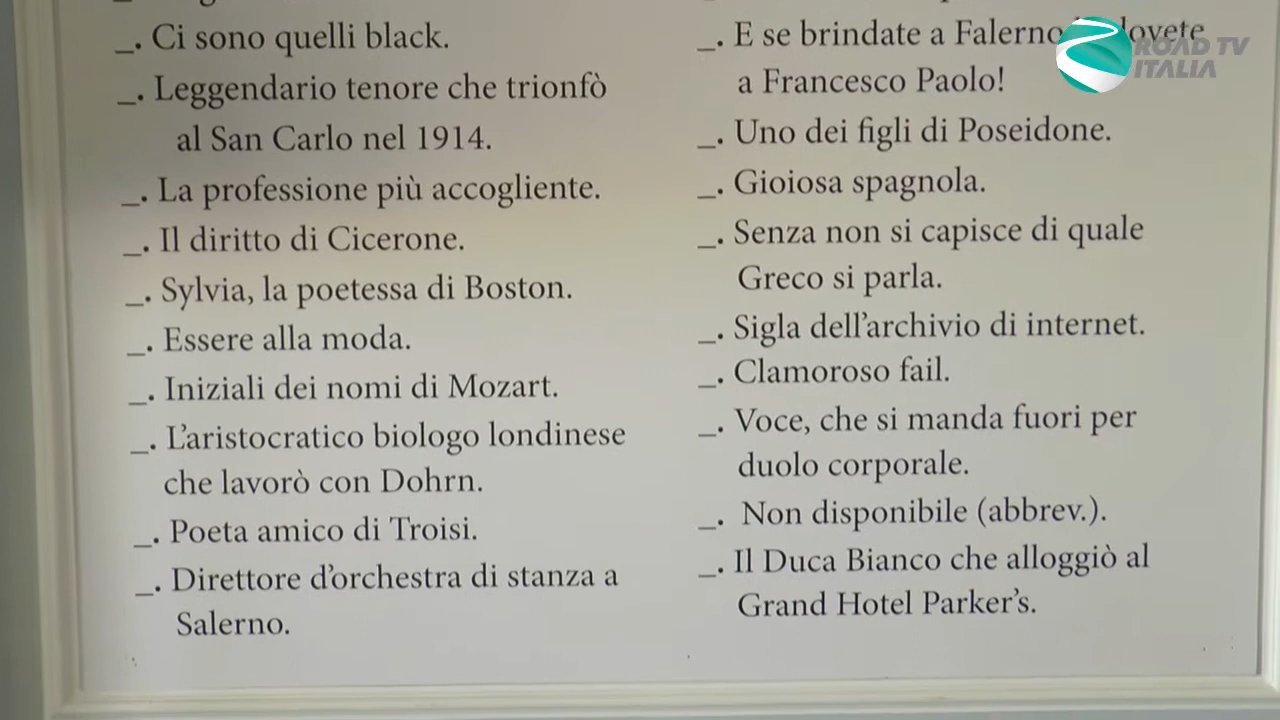 _. Ci sono quelli black.
_. Leggendario tenore che trionfò
al San Carlo nel 1914.
_. La professione più accogliente.
_. Il diritto di Cicerone.
_. Sylvia, la poetessa di Boston.
_. Essere alla moda.
_. Iniziali dei nomi di Mozart.
_. L'aristocratico biologo londinese
che lavorò con Dohrn.
_. Poeta amico di Troisi.
_. Direttore d'orchestra di stanza a
Salerno.
_. E se brindate a Falerno
a Francesco Paolo!
_. Uno dei figli di Poseidone.
_. Gioiosa spagnola.
_. Senza non si capisce di quale
Greco si parla.
_. Sigla dell'archivio di internet.
_. Clamoroso fail.
_. Voce, che si manda fuori per
duolo corporale.
_. Non disponibile (abbrev.).
_. Il Duca Bianco che alloggiò al
Grand Hotel Parker's.
ROAD TV
ITALIA